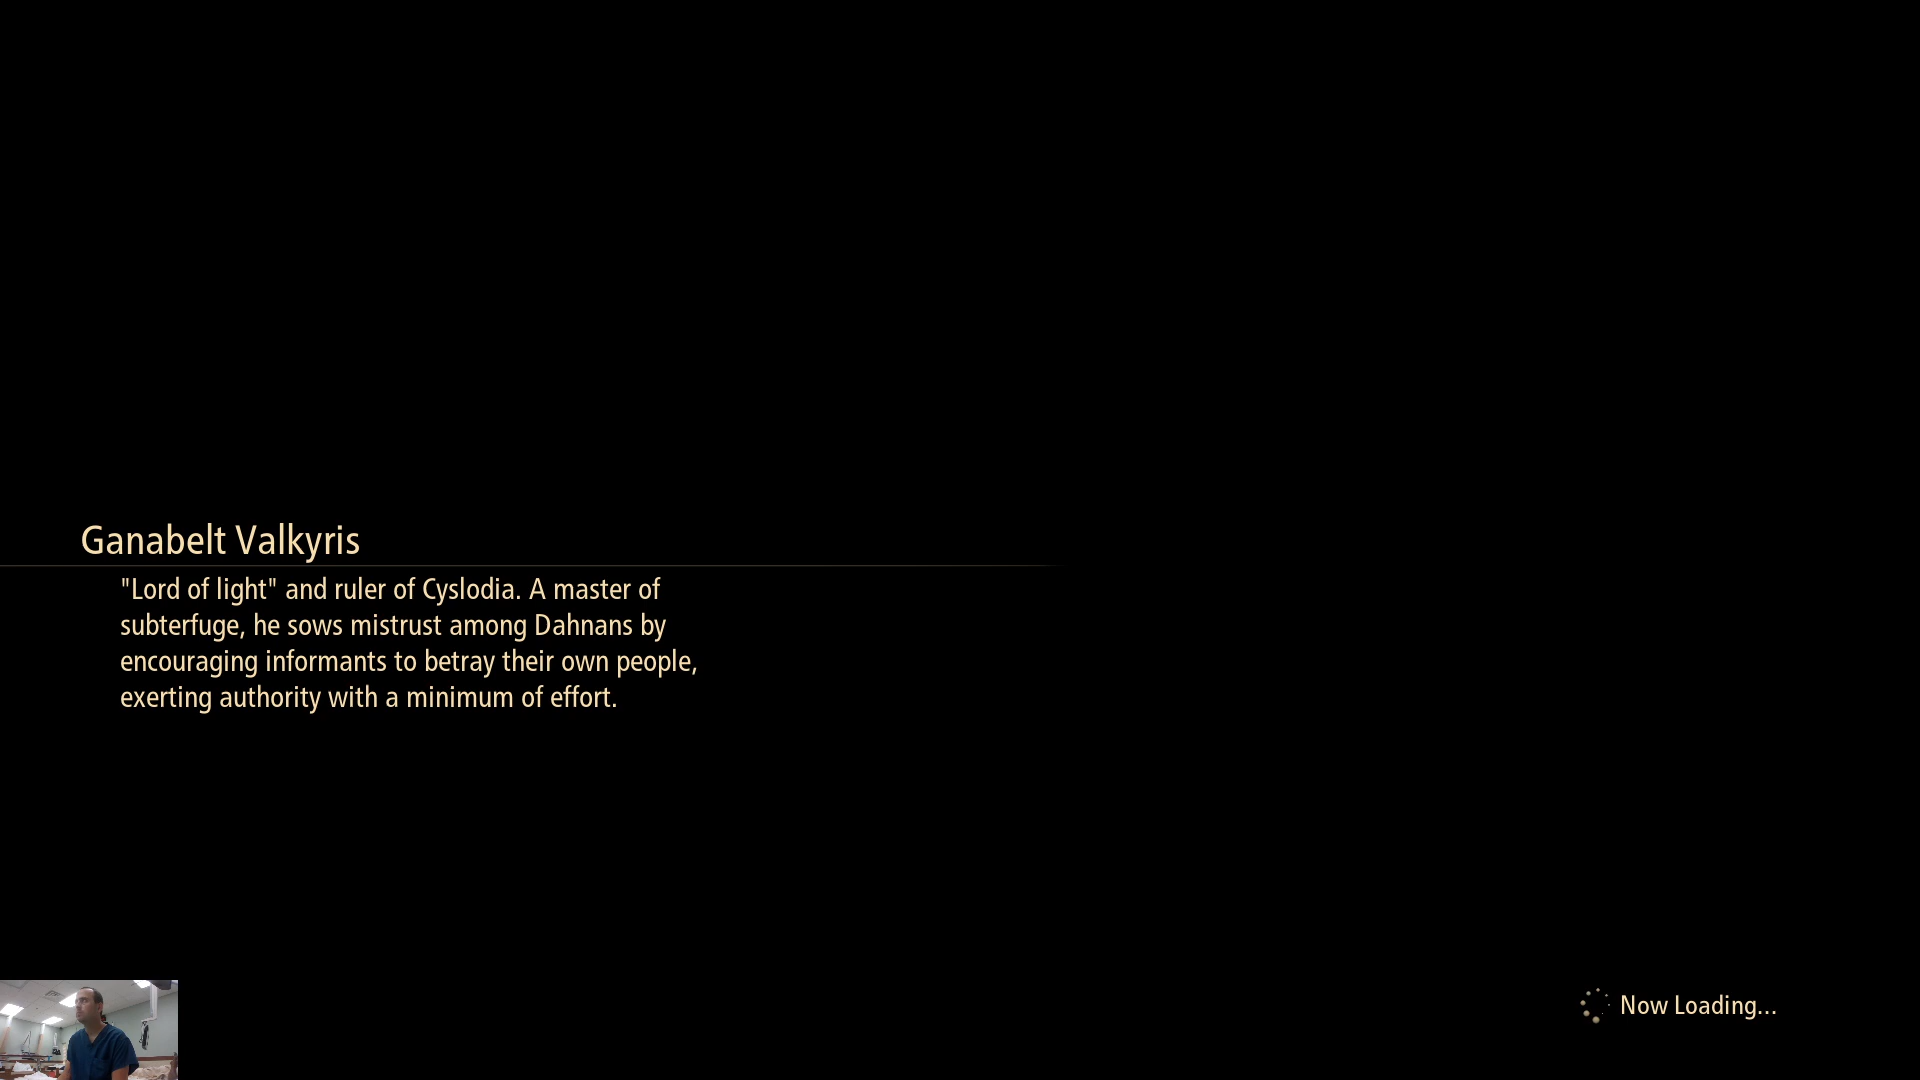 Ganabelt Valkyris
"Lord of light" and ruler of Cyslodia. A master of
subterfuge, he sows mistrust among Dahnans by
encouraging informants to betray their own people,
exerting authority with a minimum of effort.
Now Loading...